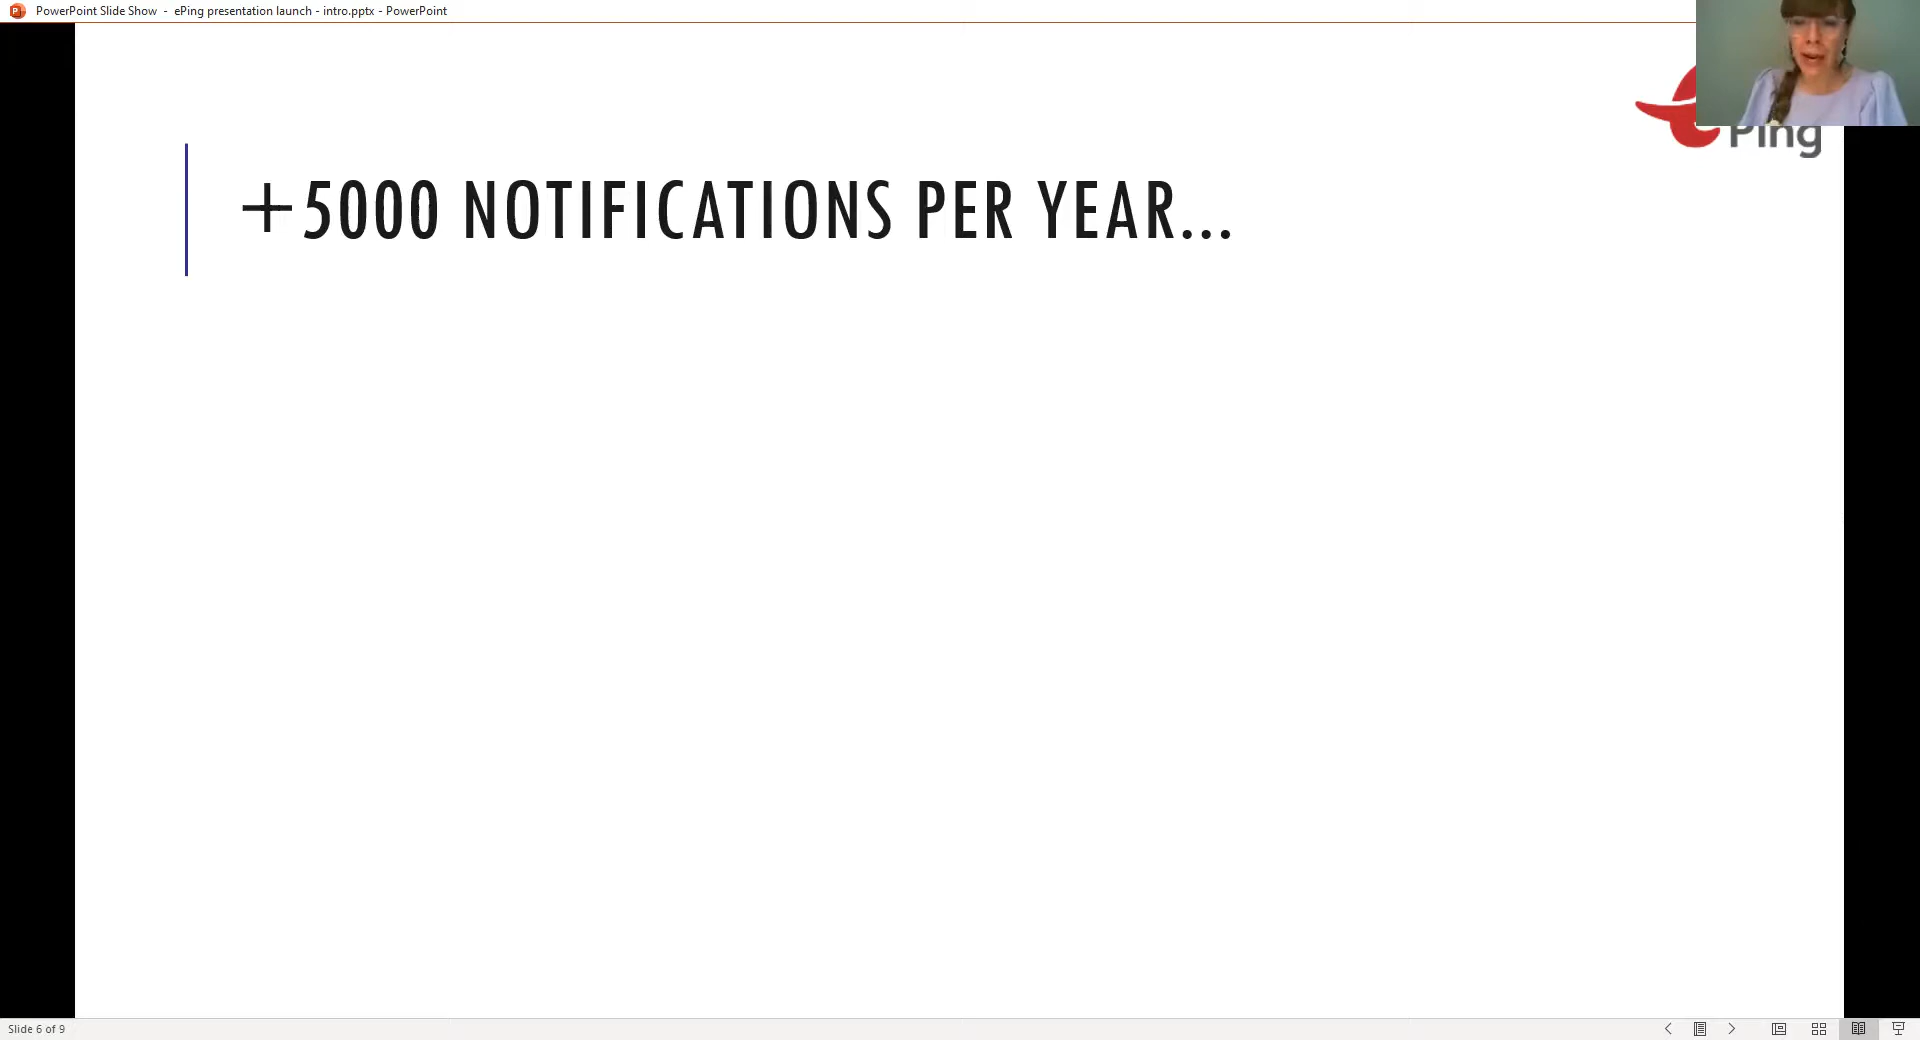 PowerPoint Slide Show - ePing presentation launch - intro.pptx - PowerPoint
Ping
+5000 NOTIFICATIONS PER YEAR...
Slide 6 of 9